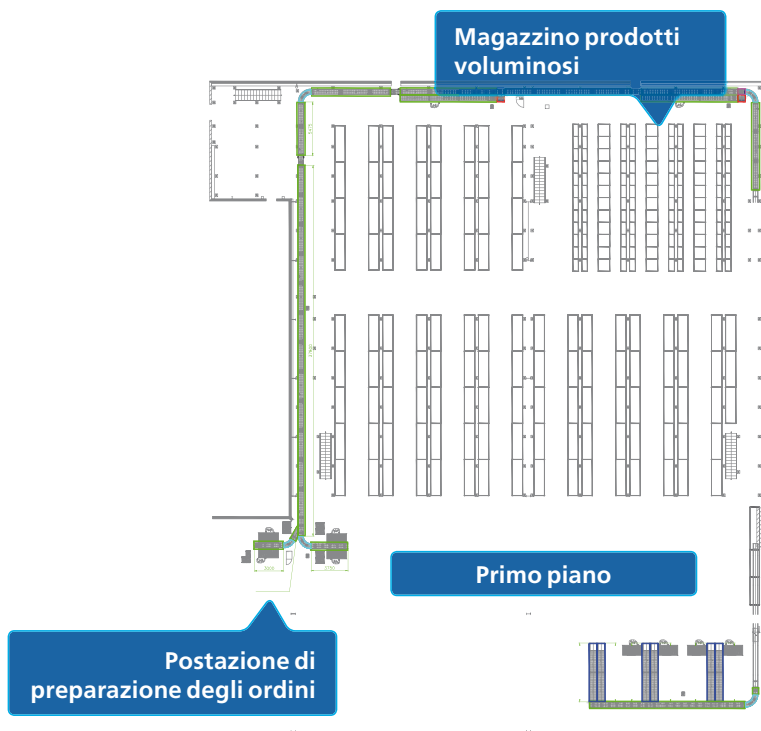 Magazzino prodotti
voluminosi
Primo piano
Postazione di
preparazione degli ordini